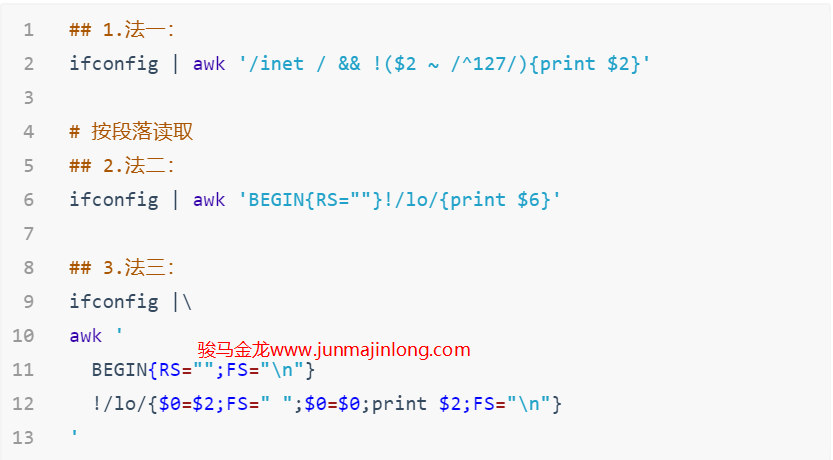 1 ## 1.法一：
2 ifconfig | awk '/inet / && !($2 ~ /^127/){print $2}'
3
4 # 按段落读取
5 ## 2.法二：
6 ifconfig | awk 'BEGIN{RS=""}!/lo/{print $6}'
7
8 ## 3.法三：
9 ifconfig |\
10 awk '
骏马金龙www.junmajinlong.com
11   BEGIN{RS="";FS="\n"}
12   !/lo/{$0=$2;FS=" ";$0=$0;print $2;FS="\n"}
13 '